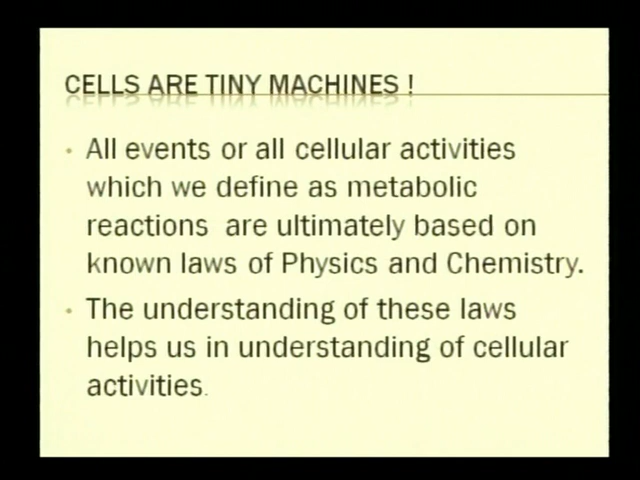 CELLS ARE TINY MACHINES !
• All events or all cellular activities
which we define as metabolic
reactions are ultimately based on
known laws of Physics and Chemistry.
• The understanding of these laws
helps us in understanding of cellular
activities.